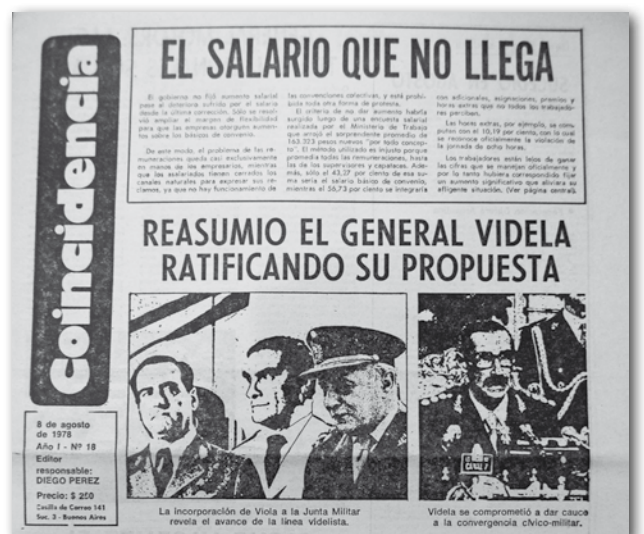 Coincidencia
EL SALARIO QUE NO LLEGA
El gobierno no fijó aumento salarial
pese al deterioro sufrido por el salario
desde la última corrección. Sólo se resol-
vió ampliar el margen de flexibilidad
para que las empresas otorguen aumen-
tos sobre los básicos de convenio.
De este modo, el problema de las re-
muneraciones queda casi exclusivamente
en manos de los empresarios, mientras
que los asalariados tienen cerrados los
canales naturales para expresar sus re-
clamos, ya que no hay funcionamiento de
las convenciones colectivas, y está prohi-
bida toda otra forma de protesta.
El criterio de no dar aumento habría
surgido luego de una encuesta salarial
realizada por el Ministerio de Trabajo
que arrojó el sorprendente promedio de
163.223 pesos nuevos "por todo concep-
to". El método utilizado es injusto porque
promedia todas las remuneraciones, hasta
las de los supervisores y capataces. Ade-
más, sólo el 43,27 por ciento de esa su-
ma sería el salario básico de convenio,
mientras el 56,73 por ciento se integraría
con adicionales, asignaciones, premios y
horas extras que no todos los trabajado-
res perciben.
Las horas extras, por ejemplo, se com-
putan con el 10,19 por ciento, con lo cual
se reconoce oficialmente la violación de
la jornada de ocho horas.
Los trabajadores están lejos de ganar
las cifras que se manejan oficialmente y
por lo tanto hubiera correspondido fijar
un aumento significativo que aliviara su
afligente situación. (Ver página central).
REASUMIO EL GENERAL VIDELA
RATIFICANDO SU PROPUESTA
CANAL 7
8 de agosto
de 1978
Año I - Nº 18
Editor
responsable:
DIEGO PEREZ
Precio: $ 250
Casilla de Correo 141
Suc. 3 - Buenos Aires
La incorporación de Viola a la Junta Militar
revela el avance de la línea videlista.
Videla se comprometió a dar cauce
a la convergencia cívico-militar.